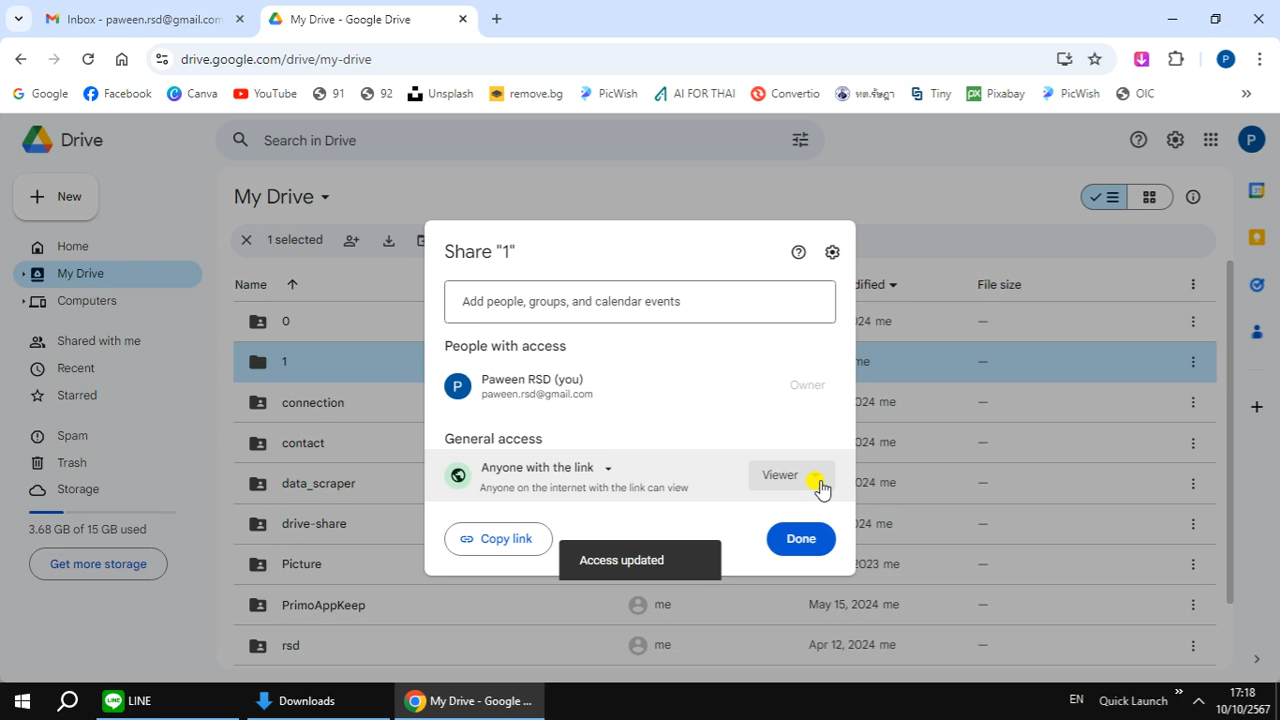 Inbox - paween.rsd@gmail.com
My Drive - Google Drive
drive.google.com/drive/my-drive
P
Google
Facebook
Canva
YouTube
91
92
Unsplash
remove.bg
PicWish
AI FOR THAI
Convertio
Tiny
px
Pixabay
PicWish
OIC
Drive
Search in Drive
P
New
My Drive
1 selected
Home
My Drive
Computers
Shared with me
Recent
Starred
Spam
Trash
Storage
3.68 GB of 15 GB used
Get more storage
Share "1"
Add people, groups, and calendar events
People with access
P
Paween RSD (you)
paween.rsd@gmail.com
Owner
General access
Anyone with the link
Anyone on the internet with the link can view
Viewer
Copy link
Done
Access updated
Name
dified
File size
0
24 me
—
1
me
—
connection
24 me
—
contact
24 me
—
data_scraper
24 me
—
drive-share
24 me
—
Picture
2023 me
—
PrimoAppKeep
me
May 15, 2024 me
—
rsd
me
Apr 12, 2024 me
—
LINE
LINE
Downloads
My Drive - Google ...
EN
Quick Launch
17:18
10/10/2567